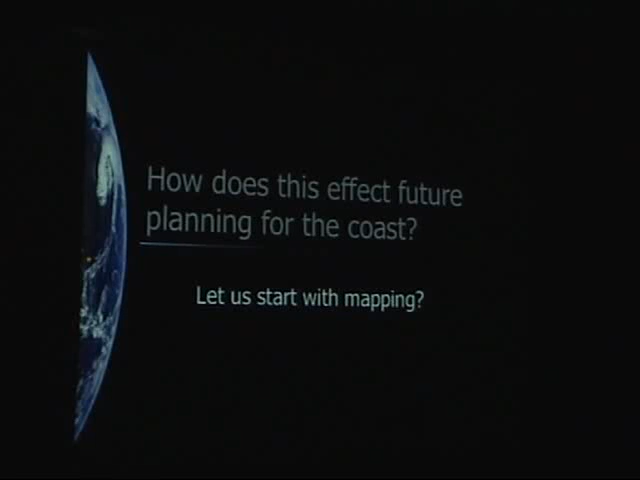 How does this effect future
planning for the coast?
Let us start with mapping?